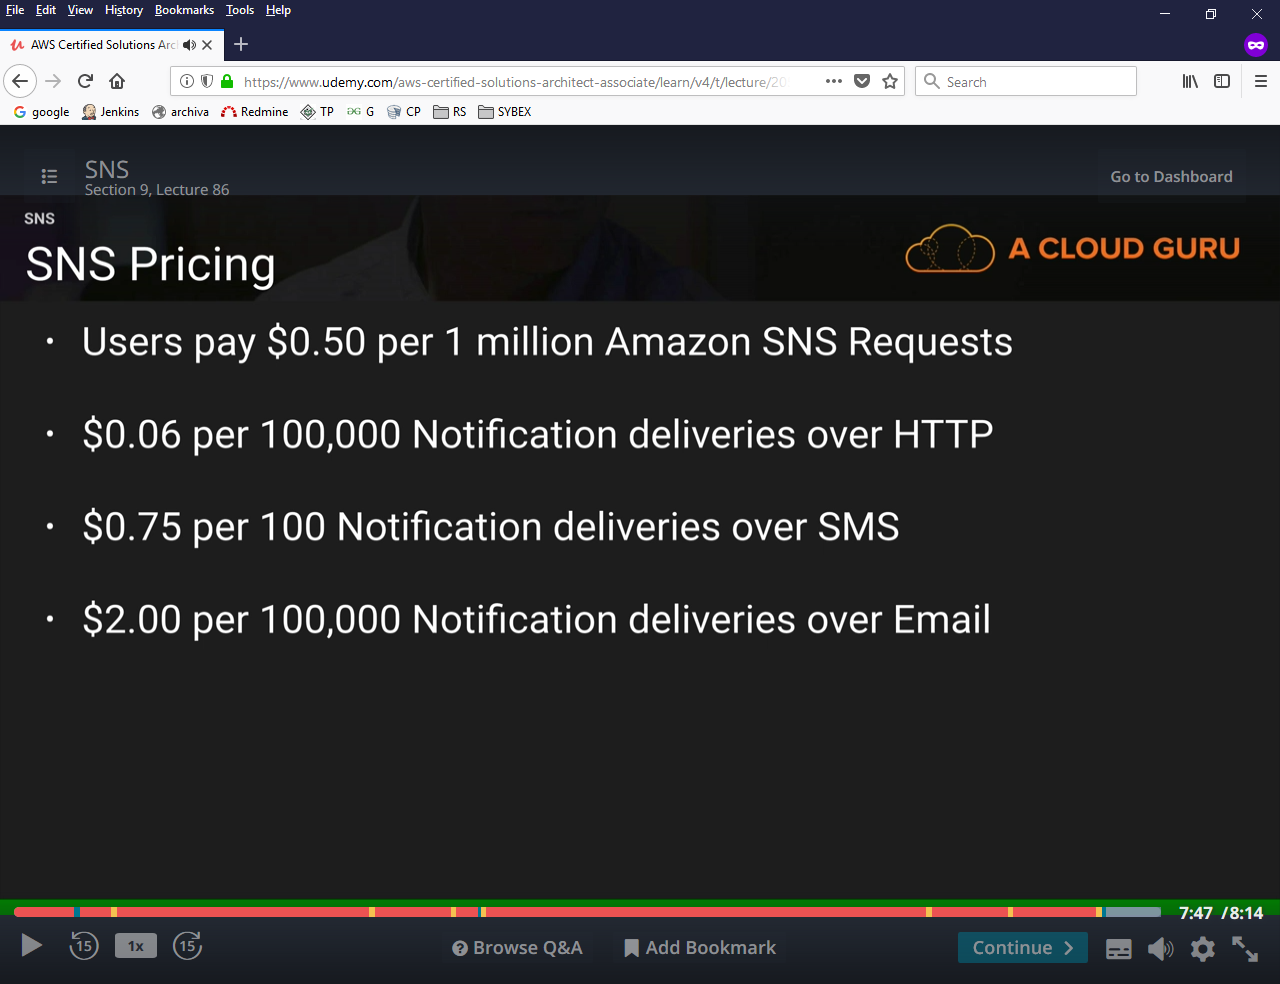 File Edit View History Bookmarks Tools Help
AWS Certified Solutions Arc
https://www.udemy.com/aws-certified-solutions-architect-associate/learn/v4/t/lecture/20
Search
google Jenkins archiva Redmine TP G CP RS SYBEX
SNS
Section 9, Lecture 86
Go to Dashboard
SNS
SNS Pricing
A CLOUD GURU
• Users pay $0.50 per 1 million Amazon SNS Requests
• $0.06 per 100,000 Notification deliveries over HTTP
• $0.75 per 100 Notification deliveries over SMS
• $2.00 per 100,000 Notification deliveries over Email
7:47 / 8:14
15 1x 15 Browse Q&A Add Bookmark Continue